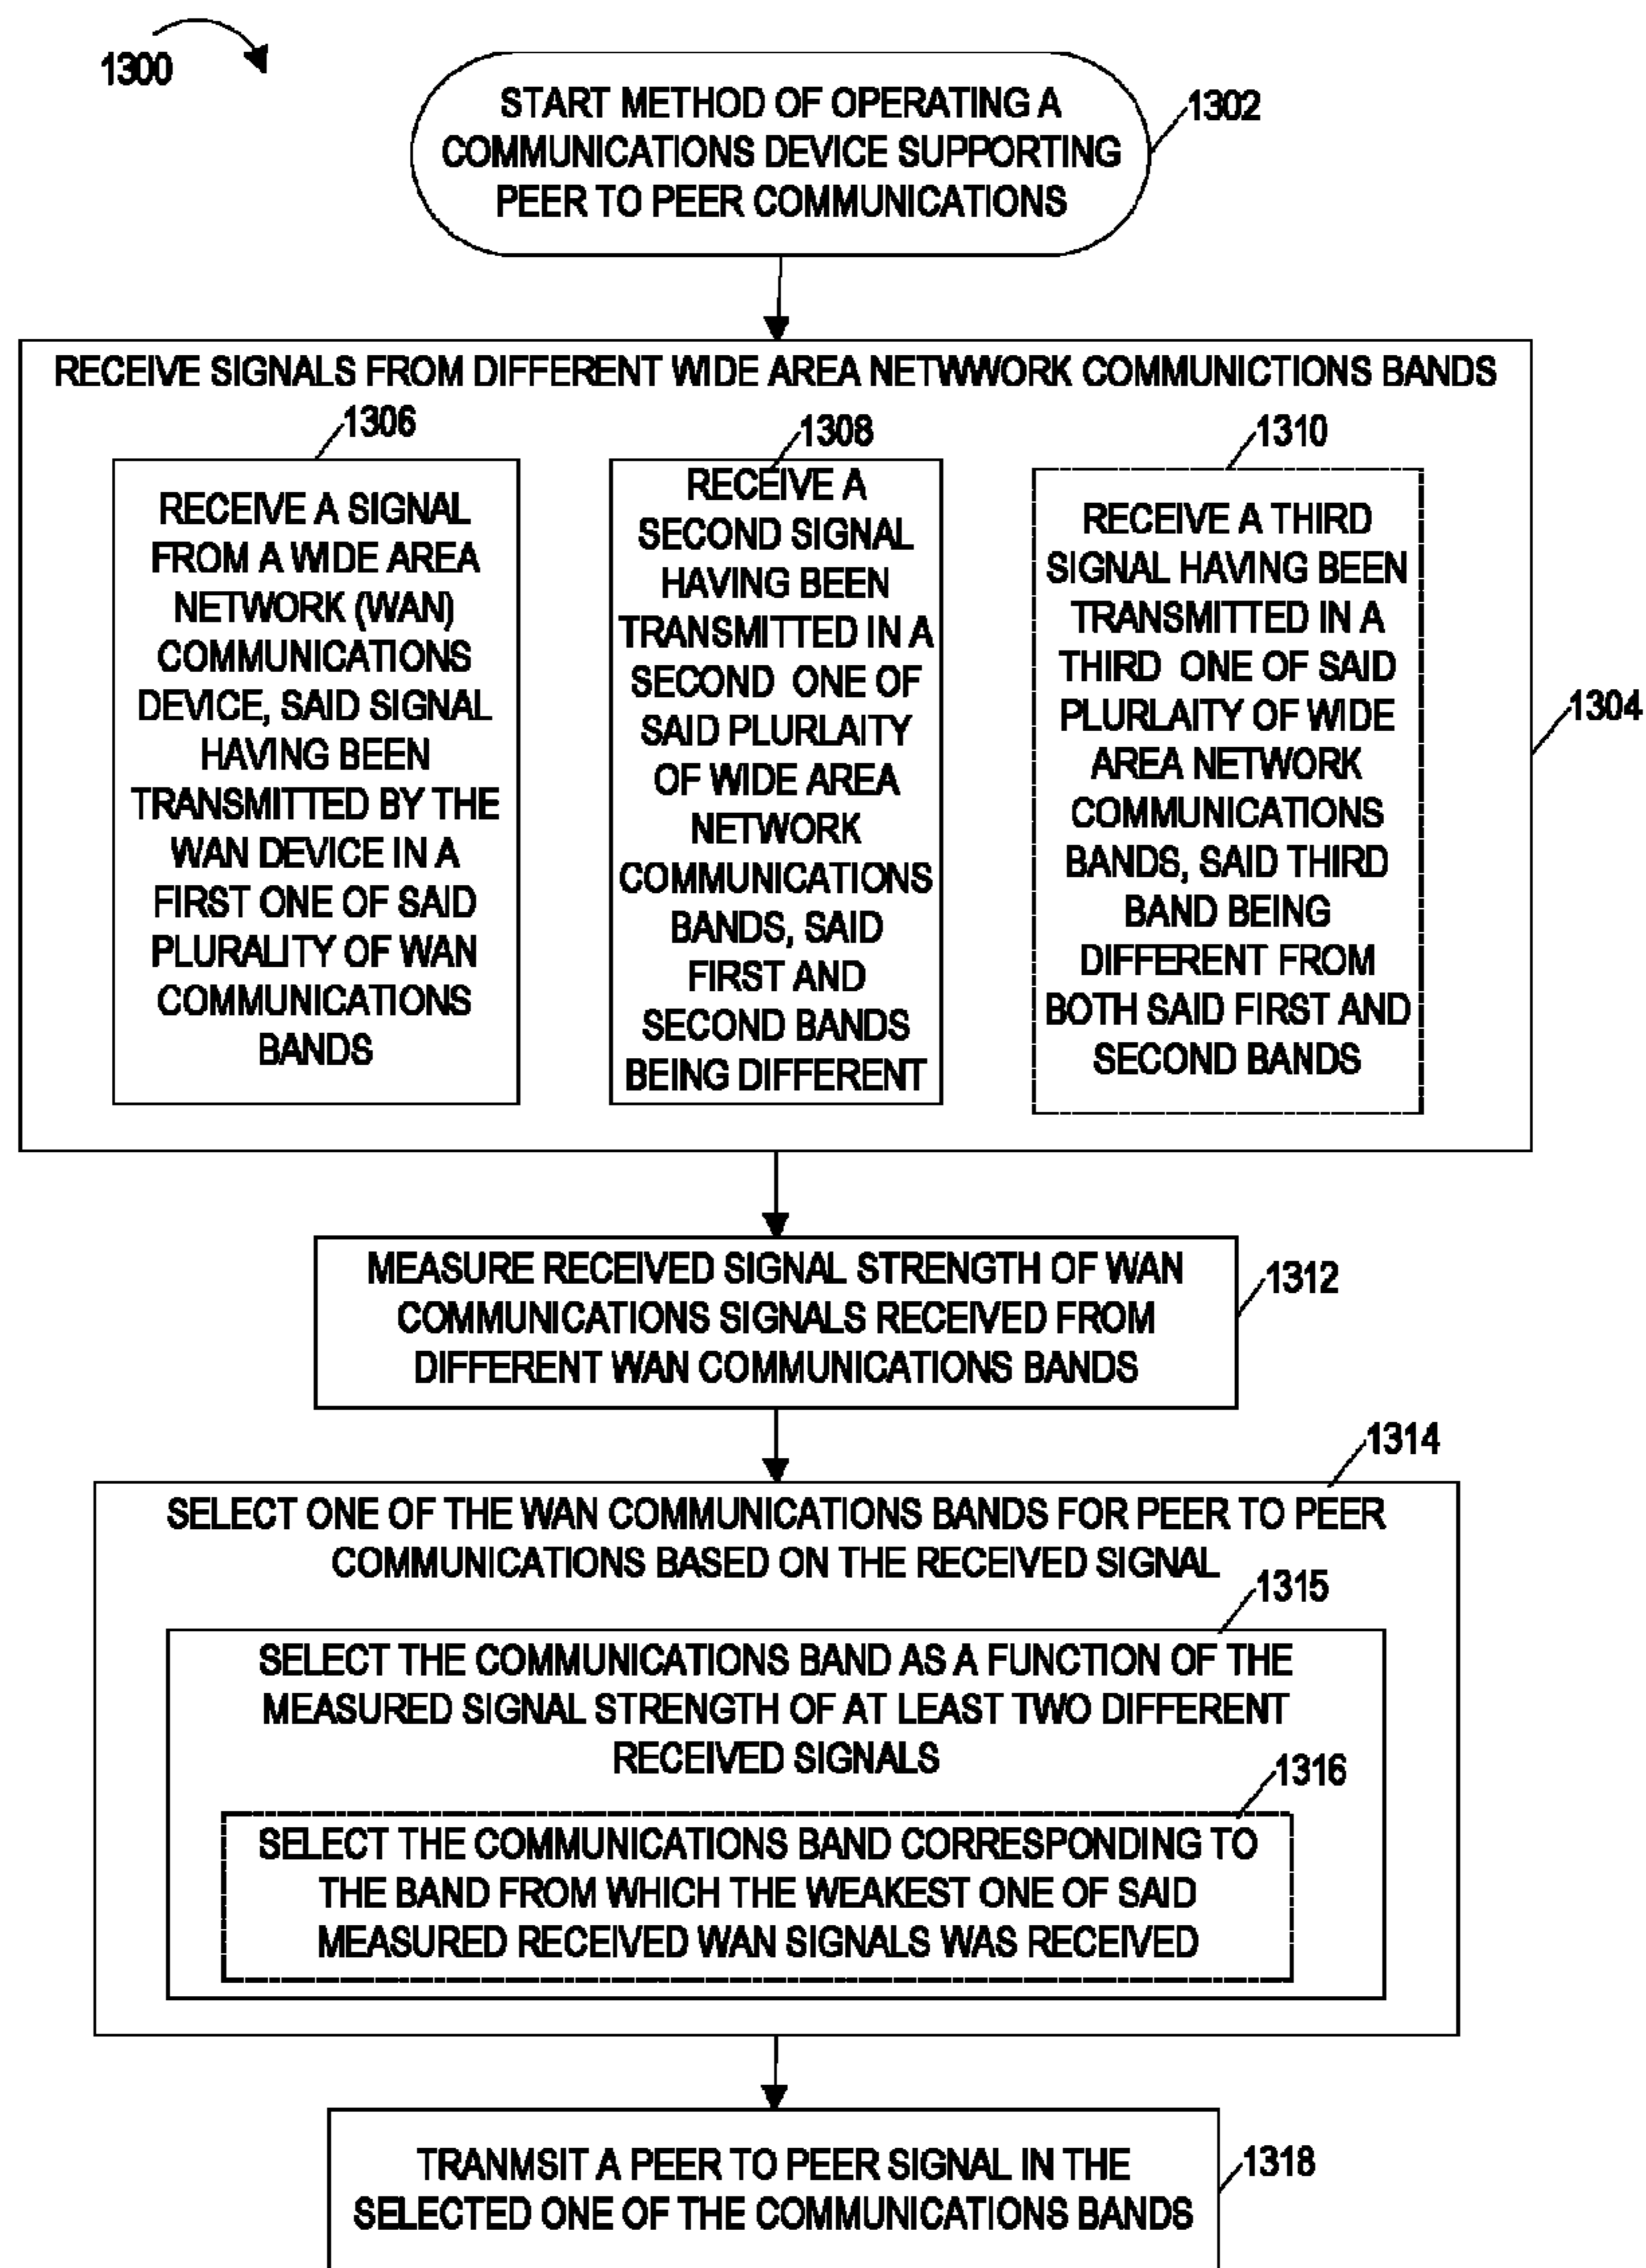 1300
START METHOD OF OPERATING A
COMMUNICATIONS DEVICE SUPPORTING
PEER TO PEER COMMUNICATIONS
1302
RECEIVE SIGNALS FROM DIFFERENT WIDE AREA NETWWORK COMMUNICTIONS BANDS
1304
1306
RECEIVE A SIGNAL
FROM A WIDE AREA
NETWORK (WAN)
COMMUNICATIONS
DEVICE, SAID SIGNAL
HAVING BEEN
TRANSMITTED BY THE
WAN DEVICE IN A
FIRST ONE OF SAID
PLURALITY OF WAN
COMMUNICATIONS
BANDS
1308
RECEIVE A
SECOND SIGNAL
HAVING BEEN
TRANSMITTED IN A
SECOND ONE OF
SAID PLURLAITY
OF WIDE AREA
NETWORK
COMMUNICATIONS
BANDS, SAID
FIRST AND
SECOND BANDS
BEING DIFFERENT
1310
RECEIVE A THIRD
SIGNAL HAVING BEEN
TRANSMITTED IN A
THIRD ONE OF SAID
PLURLAITY OF WIDE
AREA NETWORK
COMMUNICATIONS
BANDS, SAID THIRD
BAND BEING
DIFFERENT FROM
BOTH SAID FIRST AND
SECOND BANDS
MEASURE RECEIVED SIGNAL STRENGTH OF WAN
COMMUNICATIONS SIGNALS RECEIVED FROM
DIFFERENT WAN COMMUNICATIONS BANDS
1312
1314
SELECT ONE OF THE WAN COMMUNICATIONS BANDS FOR PEER TO PEER
COMMUNICATIONS BASED ON THE RECEIVED SIGNAL
1315
SELECT THE COMMUNICATIONS BAND AS A FUNCTION OF THE
MEASURED SIGNAL STRENGTH OF AT LEAST TWO DIFFERENT
RECEIVED SIGNALS
1316
SELECT THE COMMUNICATIONS BAND CORRESPONDING TO
THE BAND FROM WHICH THE WEAKEST ONE OF SAID
MEASURED RECEIVED WAN SIGNALS WAS RECEIVED
TRANMSIT A PEER TO PEER SIGNAL IN THE
SELECTED ONE OF THE COMMUNICATIONS BANDS
1318